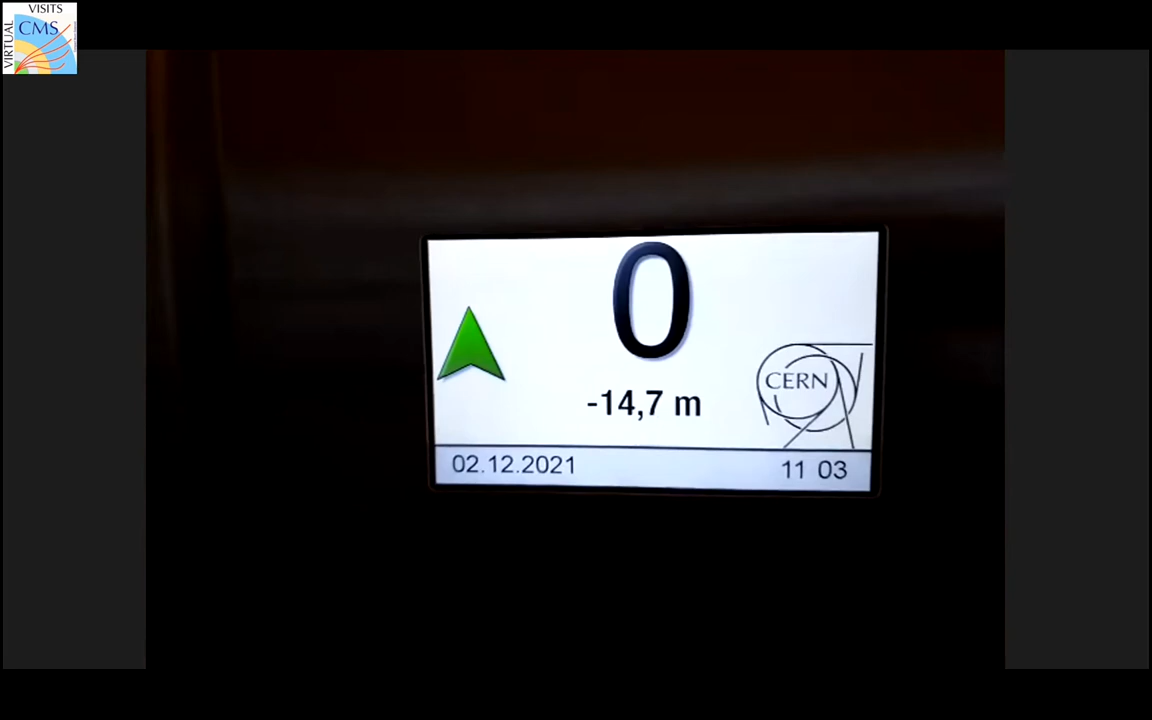 VISITS
VIRTUAL
CMS
0
-14,7 m
CERN
02.12.2021
11 03